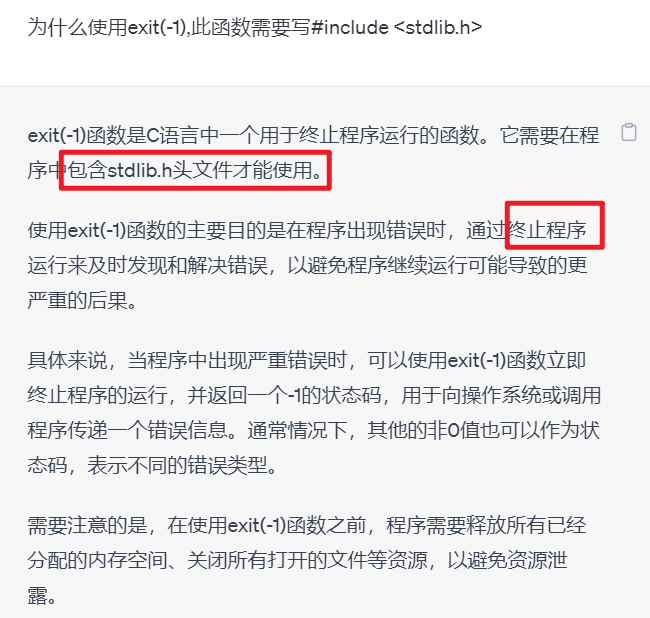 为什么使用exit(-1),此函数需要写#include <stdlib.h>
exit(-1)函数是C语言中一个用于终止程序运行的函数。它需要在程
序中包含stdlib.h头文件才能使用。
使用exit(-1)函数的主要目的是在程序出现错误时，通过终止程序
运行来及时发现和解决错误，以避免程序继续运行可能导致的更
严重的后果。
具体来说，当程序中出现严重错误时，可以使用exit(-1)函数立即
终止程序的运行，并返回一个-1的状态码，用于向操作系统或调用
程序传递一个错误信息。通常情况下，其他的非0值也可以作为状
态码，表示不同的错误类型。
需要注意的是，在使用exit(-1)函数之前，程序需要释放所有已经
分配的内存空间、关闭所有打开的文件等资源，以避免资源泄
露。